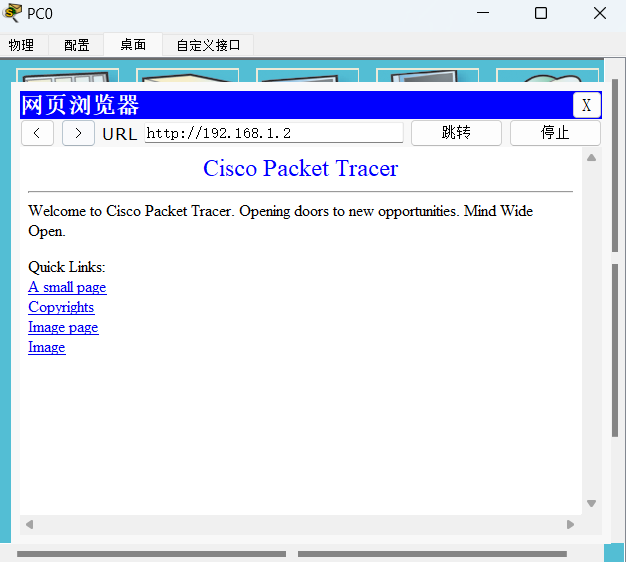 PC0
物理 配置 桌面 自定义接口
网页浏览器 X
< > URL http://192.168.1.2 跳转 停止
Cisco Packet Tracer
Welcome to Cisco Packet Tracer. Opening doors to new opportunities. Mind Wide
Open.
Quick Links:
A small page
Copyrights
Image page
Image